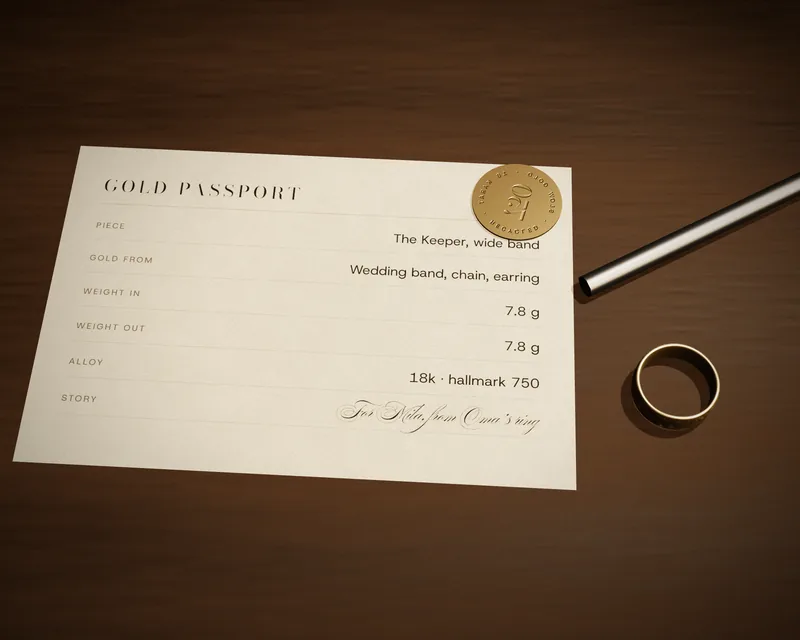 GOLD PASSPORT
PIECE
The Keeper, wide band
GOLD FROM
Wedding band, chain, earring
WEIGHT IN
7.8 g
WEIGHT OUT
7.8 g
ALLOY
18k · hallmark 750
STORY
For Mila, from Oma's ring